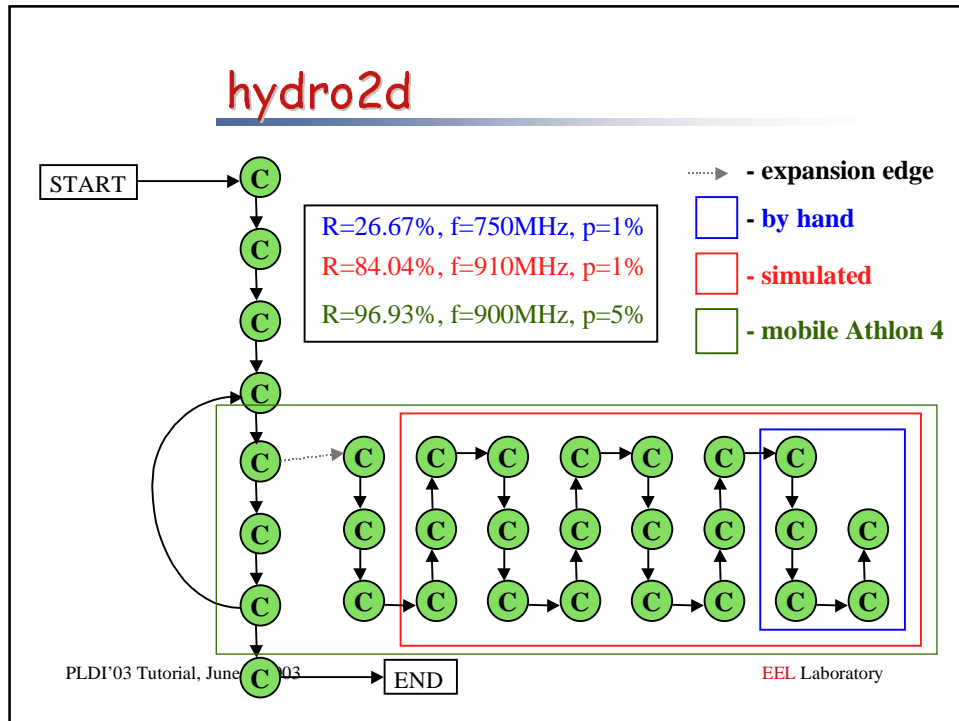 hydro2d
START
C
C
C
C
C
C
C
C
R=26.67%, f=750MHz, p=1%
R=84.04%, f=910MHz, p=1%
R=96.93%, f=900MHz, p=5%
- expansion edge
- by hand
- simulated
- mobile Athlon 4
C C C C C C C
C C C C C C C C
C C C C C C C C
PLDI'03 Tutorial, June 2003
END
EEL Laboratory